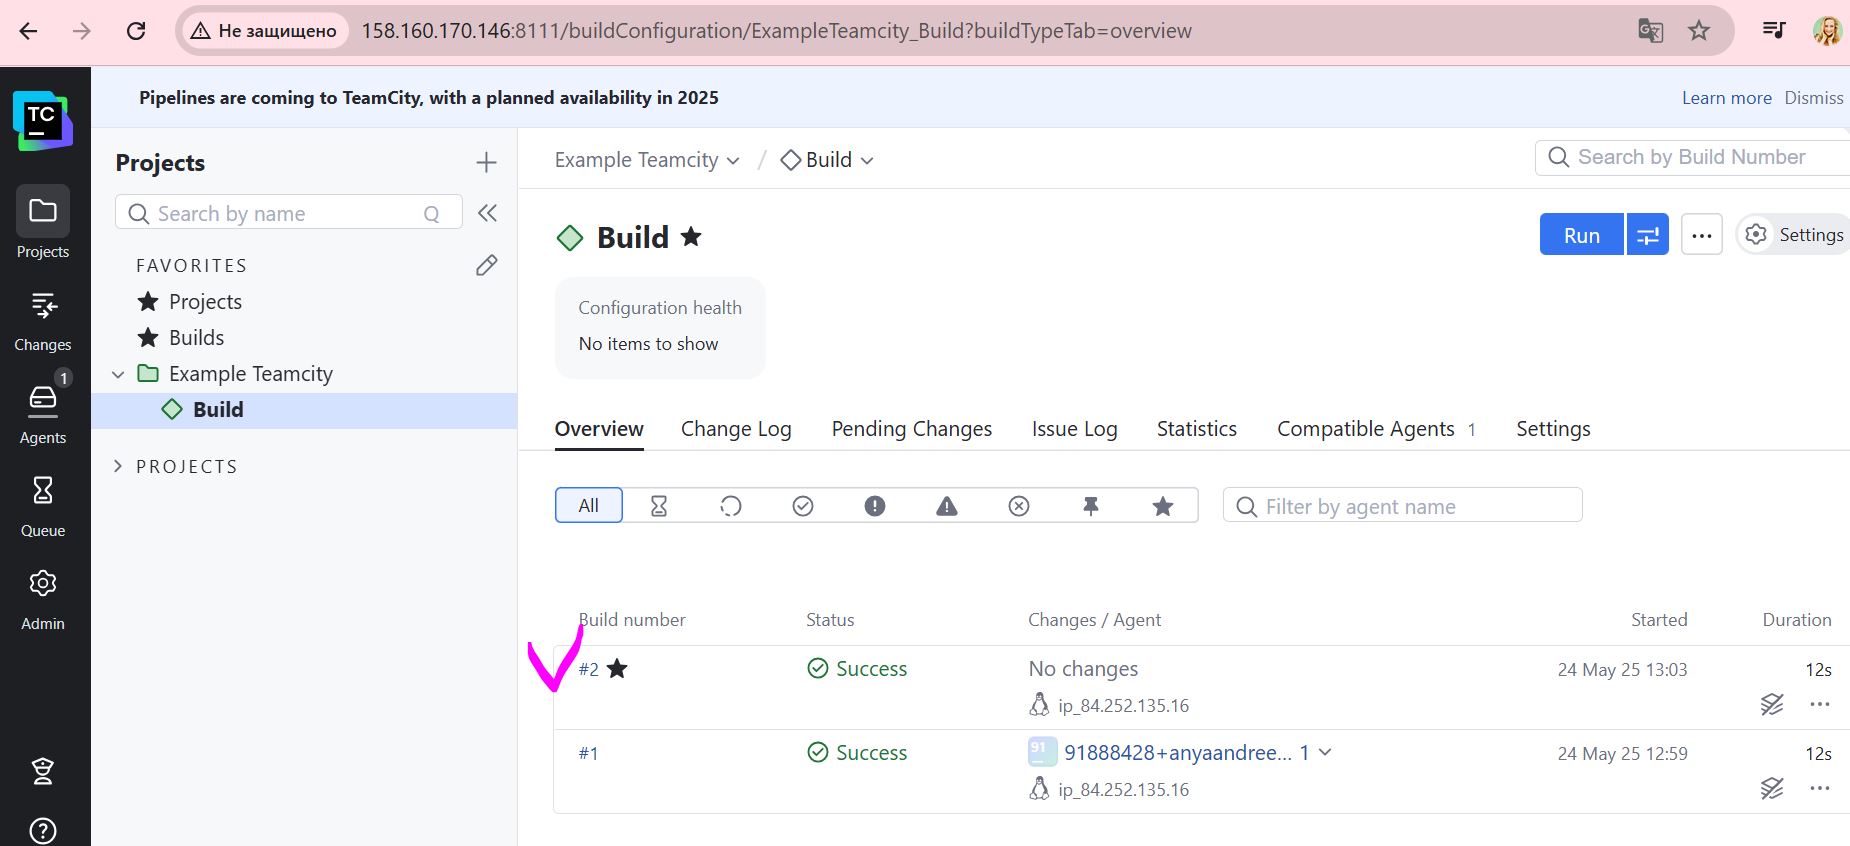 Не защищено 158.160.170.146:8111/buildConfiguration/ExampleTeamcity_Build?buildTypeTab=overview
TC
Pipelines are coming to TeamCity, with a planned availability in 2025 Learn more Dismiss
Projects
Changes
1
Agents
Queue
Admin
Projects
Search by name Q
FAVORITES
Projects
Builds
Example Teamcity
Build
PROJECTS
Example Teamcity / Build Search by Build Number
Build Run ... Settings
Configuration health
No items to show
Overview Change Log Pending Changes Issue Log Statistics Compatible Agents 1 Settings
All Filter by agent name
Build number Status Changes / Agent Started Duration
#2 Success No changes 24 May 25 13:03 12s
ip_84.252.135.16
#1 Success 91 91888428+anyaandree... 1 24 May 25 12:59 12s
ip_84.252.135.16